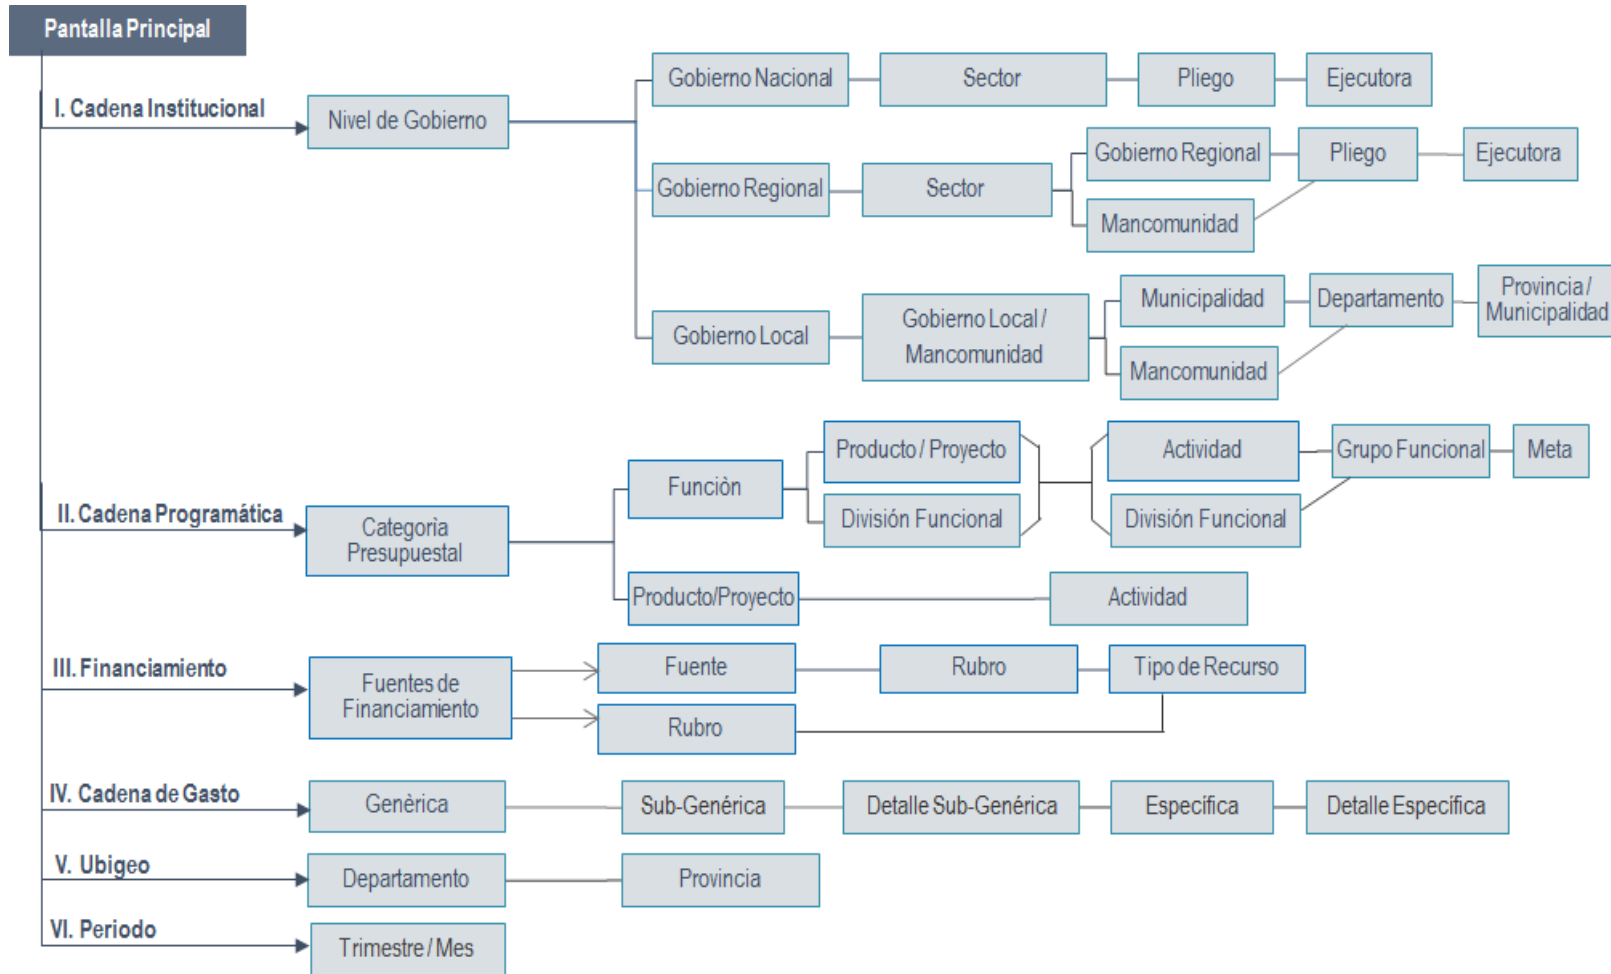 Pantalla Principal
I. Cadena Institucional
Nivel de Gobierno
Gobierno Nacional
Sector
Pliego
Ejecutora
Gobierno Regional
Sector
Gobierno Regional
Pliego
Ejecutora
Mancomunidad
Gobierno Local
Gobierno Local /
Mancomunidad
Municipalidad
Departamento
Provincia /
Municipalidad
Mancomunidad
II. Cadena Programática
Categorìa
Presupuestal
Funciòn
Producto / Proyecto
División Funcional
Actividad
División Funcional
Grupo Funcional
Meta
Producto/Proyecto
Actividad
III. Financiamiento
Fuentes de
Financiamiento
Fuente
Rubro
Tipo de Recurso
Rubro
IV. Cadena de Gasto
Genèrica
Sub-Genérica
Detalle Sub-Genérica
Específica
Detalle Específica
V. Ubigeo
Departamento
Provincia
VI. Periodo
Trimestre / Mes